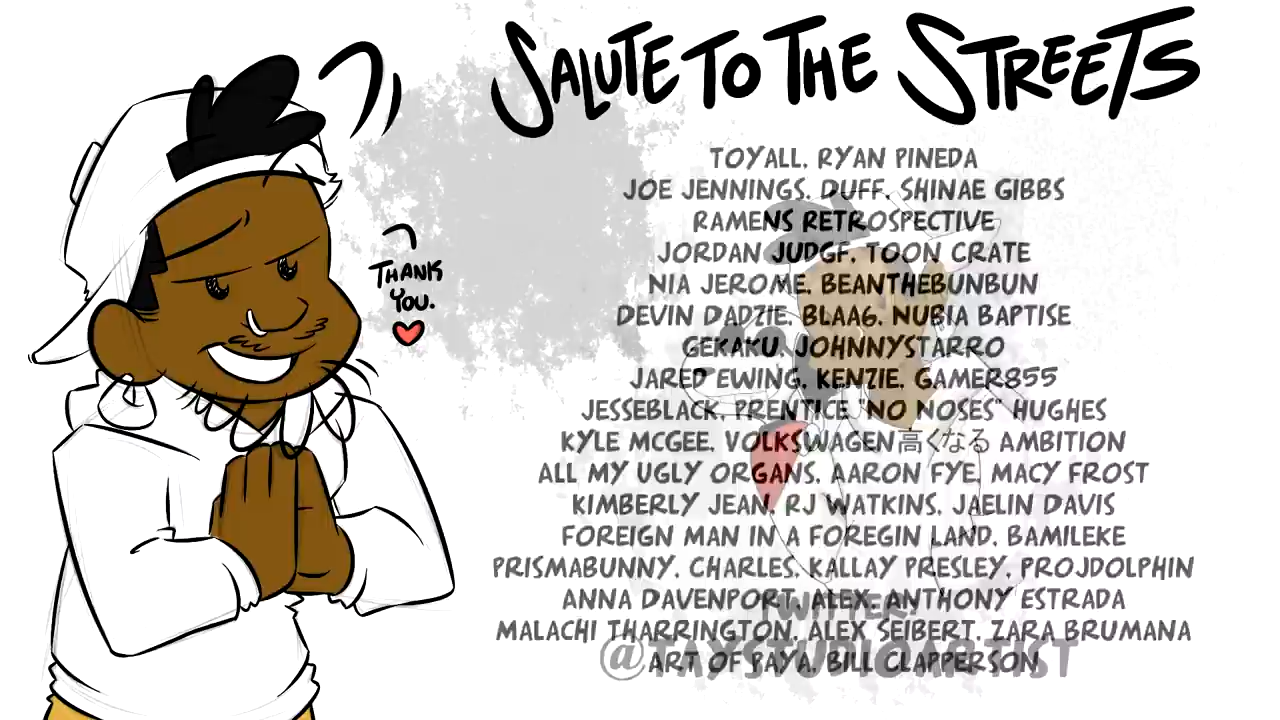 SALUTE TO THE STREETS
THANK
YOU.
TOYALL, RYAN PINEDA
JOE JENNINGS, DUFF, SHINAE GIBBS
RAMENS RETROSPECTIVE
JORDAN JUDGE, TOON CRATE
NIA JEROME, BEANTHEBUNBUN
DEVIN DADZIE, BLAA6, NUBIA BAPTISE
GEKAKU, JOHNNYSTARRO
JARED EWING, KENZIE, GAMER855
JESSEBLACK, PRENTICE "NO NOSES" HUGHES
KYLE MCGEE, VOLKSWAGEN高くなる AMBITION
ALL MY UGLY ORGANS, AARON FYE, MACY FROST
KIMBERLY JEAN, RJ WATKINS, JAELIN DAVIS
FOREIGN MAN IN A FOREGIN LAND, BAMILEKE
PRISMABUNNY, CHARLES, KALLAY PRESLEY, PROJDOLPHIN
ANNA DAVENPORT, ALEX, ANTHONY ESTRADA
TWITTER:
MALACHI THARRINGTON, ALEX SEIBERT, ZARA BRUMANA
ART OF PAYA, BILL CLAPPERSON
@TAYSTUDIOARTIST